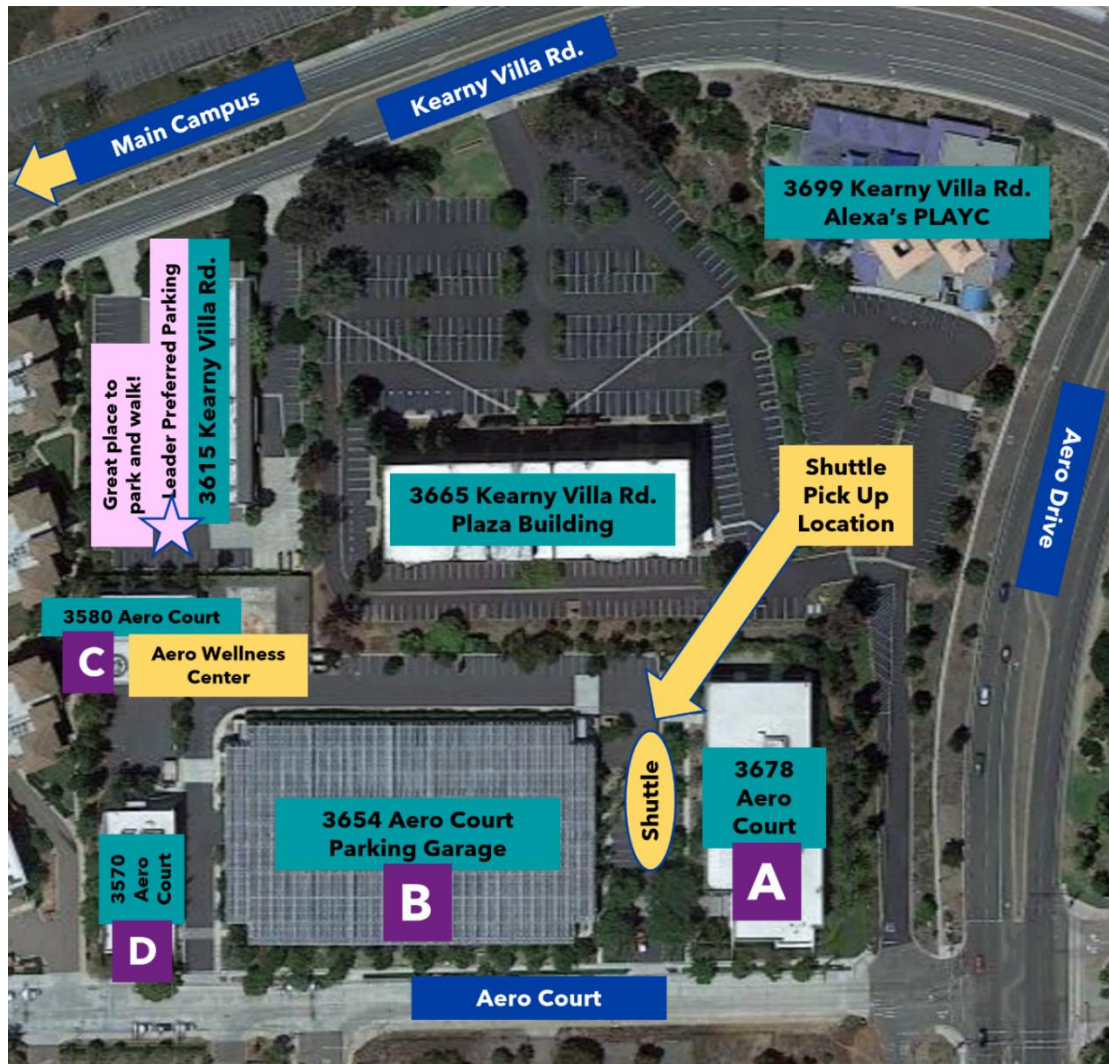 Main Campus
Kearny Villa Rd.
3699 Kearny Villa Rd.
Alexa's PLAYC
Great place to
park and walk!
Leader Preferred Parking
3615 Kearny Villa Rd.
3665 Kearny Villa Rd.
Plaza Building
Shuttle
Pick Up
Location
Aero Drive
3580 Aero Court
C
Aero Wellness
Center
3654 Aero Court
Parking Garage
B
Shuttle
3678
Aero
Court
A
3570
Aero
Court
D
Aero Court